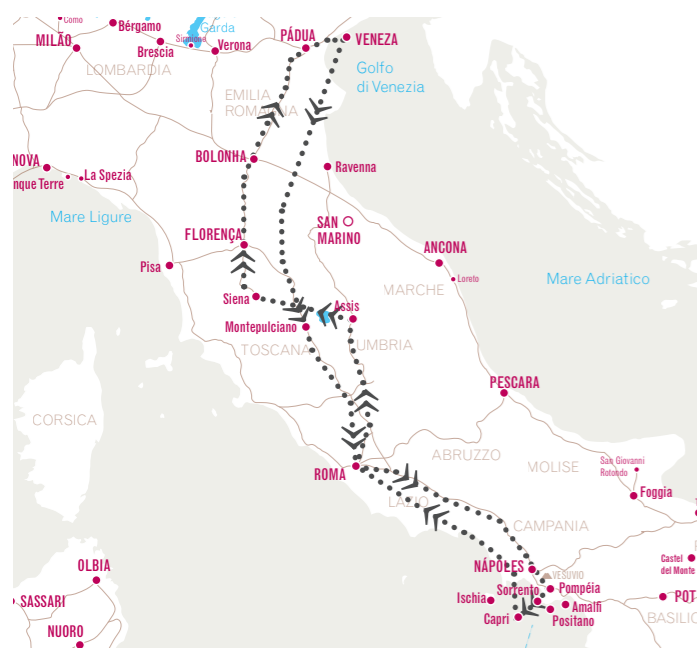 Como
Bérgamo
MILÃO
Brescia
Garda
Verona
PÁDUA
VENEZA
LOMBARDIA
Golfo
di Venezia
EMILIA
ROMAGNA
BOLONHA
Ravenna
NOVA
nque Terre
La Spezia
Mare Ligure
FLORENÇA
SAN
MARINO
ANCONA
Loreto
Pisa
Mare Adriatico
MARCHE
Siena
Assis
Montepulciano
TOSCANA
UMBRIA
PESCARA
CORSICA
ABRUZZO
MOLISE
San Giovanni
Rotondo
ROMA
Foggia
LAZIO
CAMPANIA
OLBIA
NÁPOLES
VESUVIO
Castel
del Monte
Pompéia
Sorrento
SASSARI
Ischia
Amalfi
POT
Capri
Positano
BASILIC
NUORO